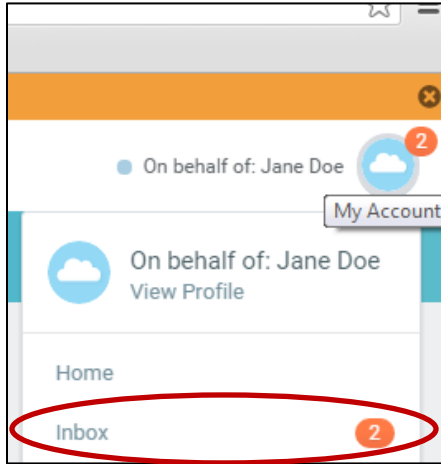 2
On behalf of: Jane Doe
My Account
On behalf of: Jane Doe
View Profile
Home
Inbox 2